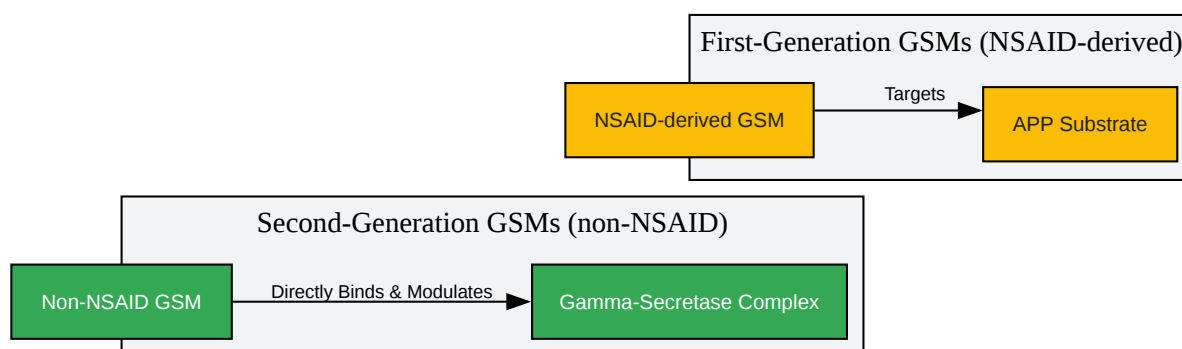 First-Generation GSMs (NSAID-derived)
NSAID-derived GSM
Targets
APP Substrate
Second-Generation GSMs (non-NSAID)
Non-NSAID GSM
Directly Binds & Modulates
Gamma-Secretase Complex